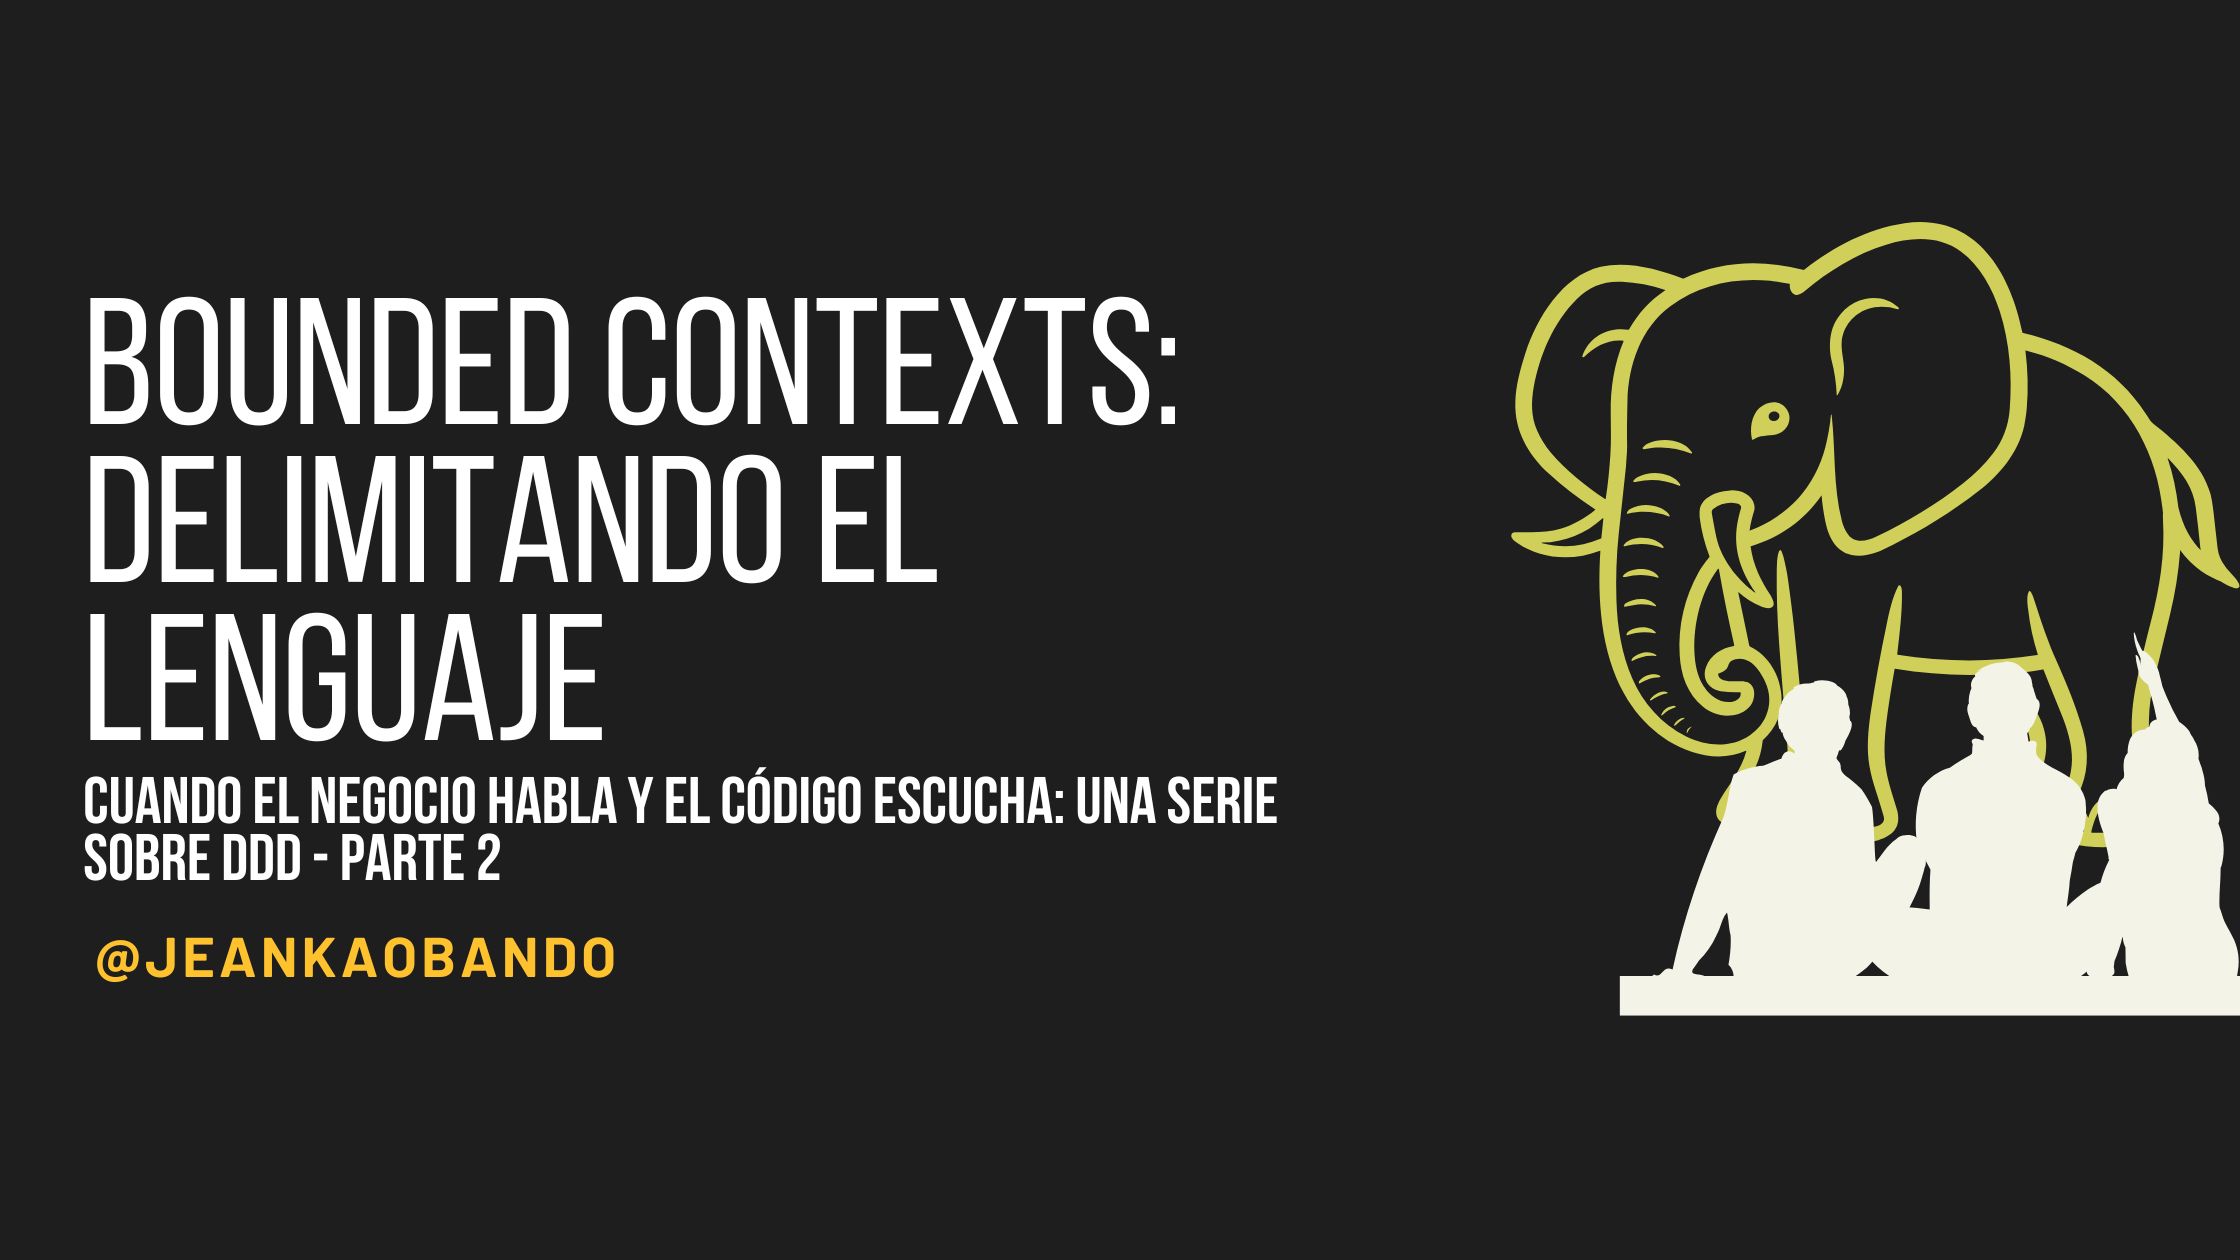 BOUNDED CONTEXTS:
DELIMITANDO EL
LENGUAJE
CUANDO EL NEGOCIO HABLA Y EL CÓDIGO ESCUCHA: UNA SERIE
SOBRE DDD - PARTE 2
@JEANKAOBANDO